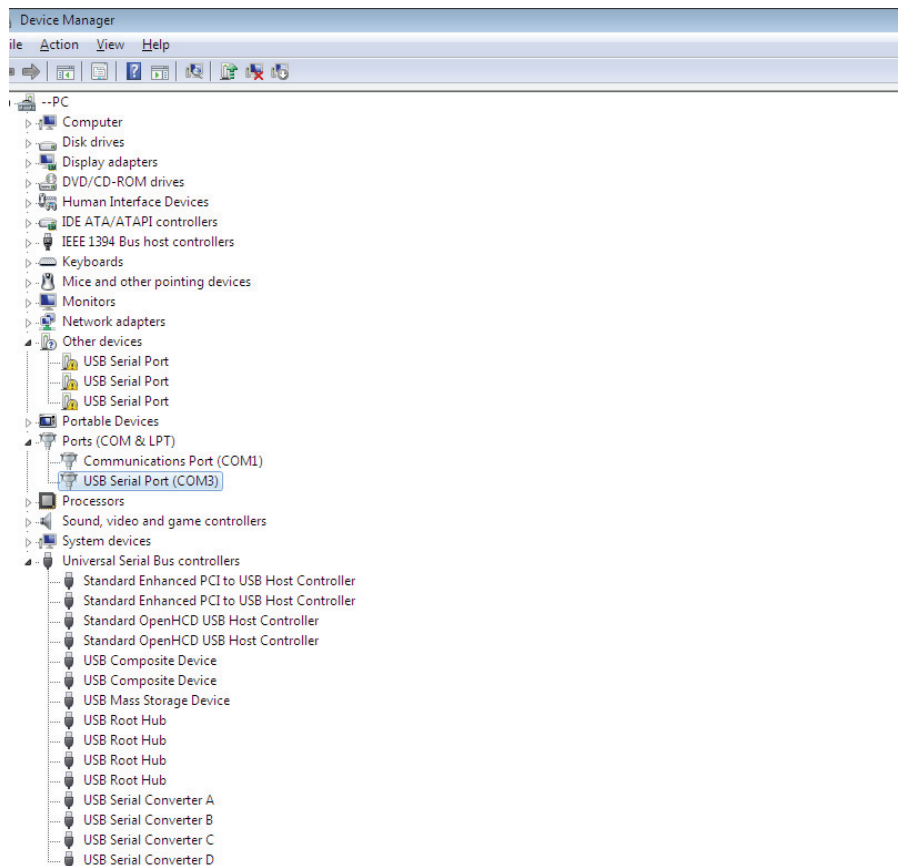 Device Manager
ile Action View Help
--PC
Computer
Disk drives
Display adapters
DVD/CD-ROM drives
Human Interface Devices
IDE ATA/ATAPI controllers
IEEE 1394 Bus host controllers
Keyboards
Mice and other pointing devices
Monitors
Network adapters
Other devices
USB Serial Port
USB Serial Port
USB Serial Port
Portable Devices
Ports (COM & LPT)
Communications Port (COM1)
USB Serial Port (COM3)
Processors
Sound, video and game controllers
System devices
Universal Serial Bus controllers
Standard Enhanced PCI to USB Host Controller
Standard Enhanced PCI to USB Host Controller
Standard OpenHCD USB Host Controller
Standard OpenHCD USB Host Controller
USB Composite Device
USB Composite Device
USB Mass Storage Device
USB Root Hub
USB Root Hub
USB Root Hub
USB Root Hub
USB Serial Converter A
USB Serial Converter B
USB Serial Converter C
USB Serial Converter D